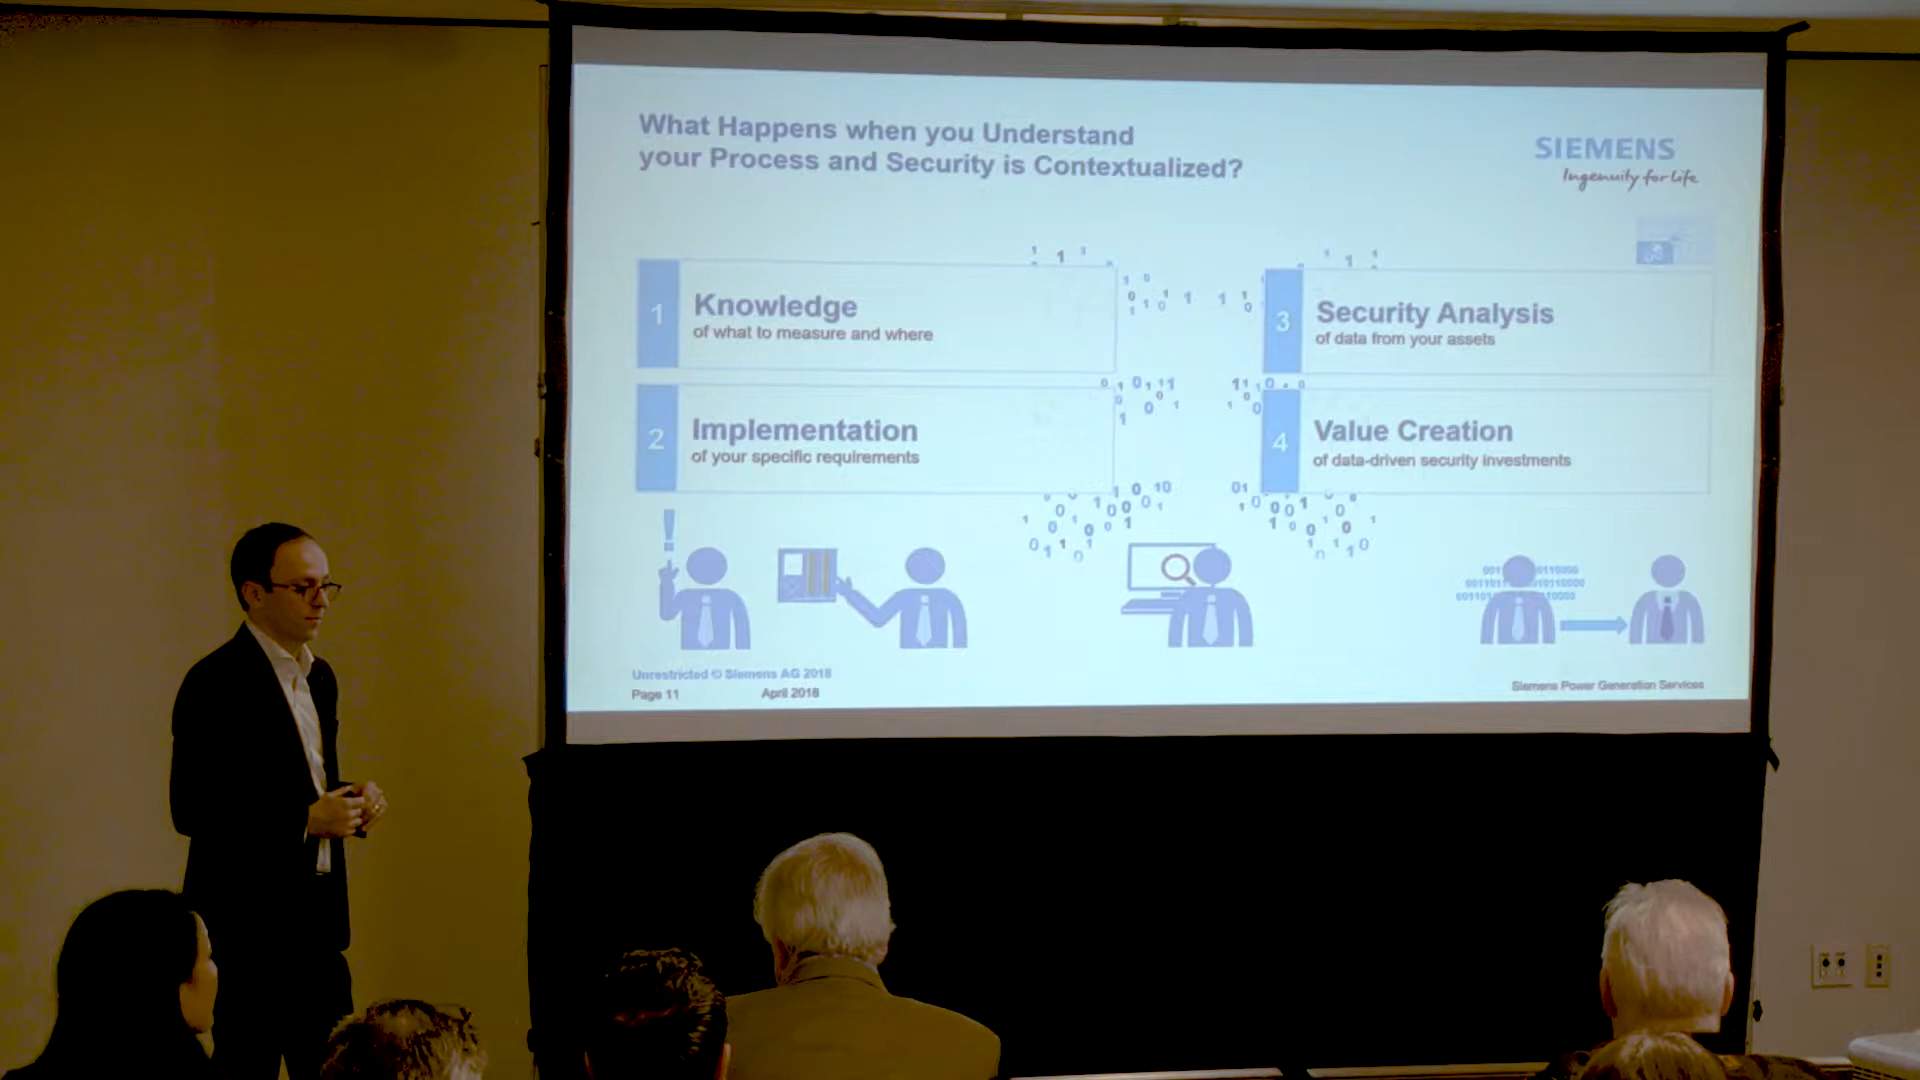 What Happens when you Understand
your Process and Security is Contextualized?
SIEMENS
Ingenuity for life
1
Knowledge
of what to measure and where
2
Implementation
of your specific requirements
3
Security Analysis
of data from your assets
4
Value Creation
of data-driven security investments
Unrestricted © Siemens AG 2018
Page 11
April 2018
Siemens Power Generation Services